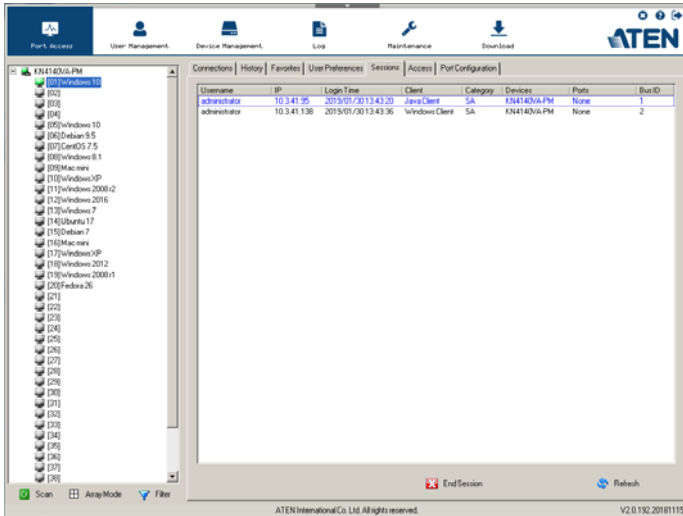 Port Access
User Management
Device Management
Log
Maintenance
Download
ATEN
Connections History Favorites User Preferences Sessions Access Port Configuration
KN4140VA-PM
[01]Windows 10
[02]
[03]
[04]
[05]Windows 10
[06]Debian 9.5
[07]CentOS 7.5
[08]Windows 8.1
[09]Mac mini
[10]Windows XP
[11]Windows 2008 r2
[12]Windows 2016
[13]Windows 7
[14]Ubuntu 17
[15]Debian 7
[16]Mac mini
[17]Windows XP
[18]Windows 2012
[19]Windows 2008 r1
[20]Fedora 26
[21]
[22]
[23]
[24]
[25]
[26]
[27]
[28]
[29]
[30]
[31]
[32]
[33]
[34]
[35]
[36]
[37]
[38]
Username IP Login Time Client Category Devices Ports Bus ID
administrator 10.3.41.95 2019/01/30 13:43:20 Java Client SA KN4140VA-PM None 1
administrator 10.3.41.138 2019/01/30 13:43:36 Windows Client SA KN4140VA-PM None 2
End Session
Refresh
Scan Array Mode Filter
ATEN International Co. Ltd. All rights reserved.
V2.0.192.20181115